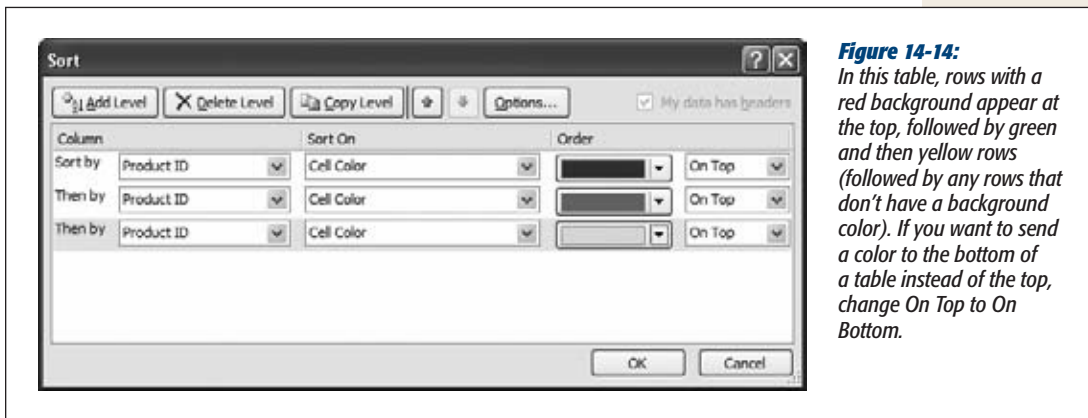 Sort
Add Level Delete Level Copy Level Options... My data has headers
Column Sort On Order
Sort by Product ID Cell Color On Top
Then by Product ID Cell Color On Top
Then by Product ID Cell Color On Top
OK Cancel
Figure 14-14:
In this table, rows with a
red background appear at
the top, followed by green
and then yellow rows
(followed by any rows that
don’t have a background
color). If you want to send
a color to the bottom of
a table instead of the top,
change On Top to On
Bottom.